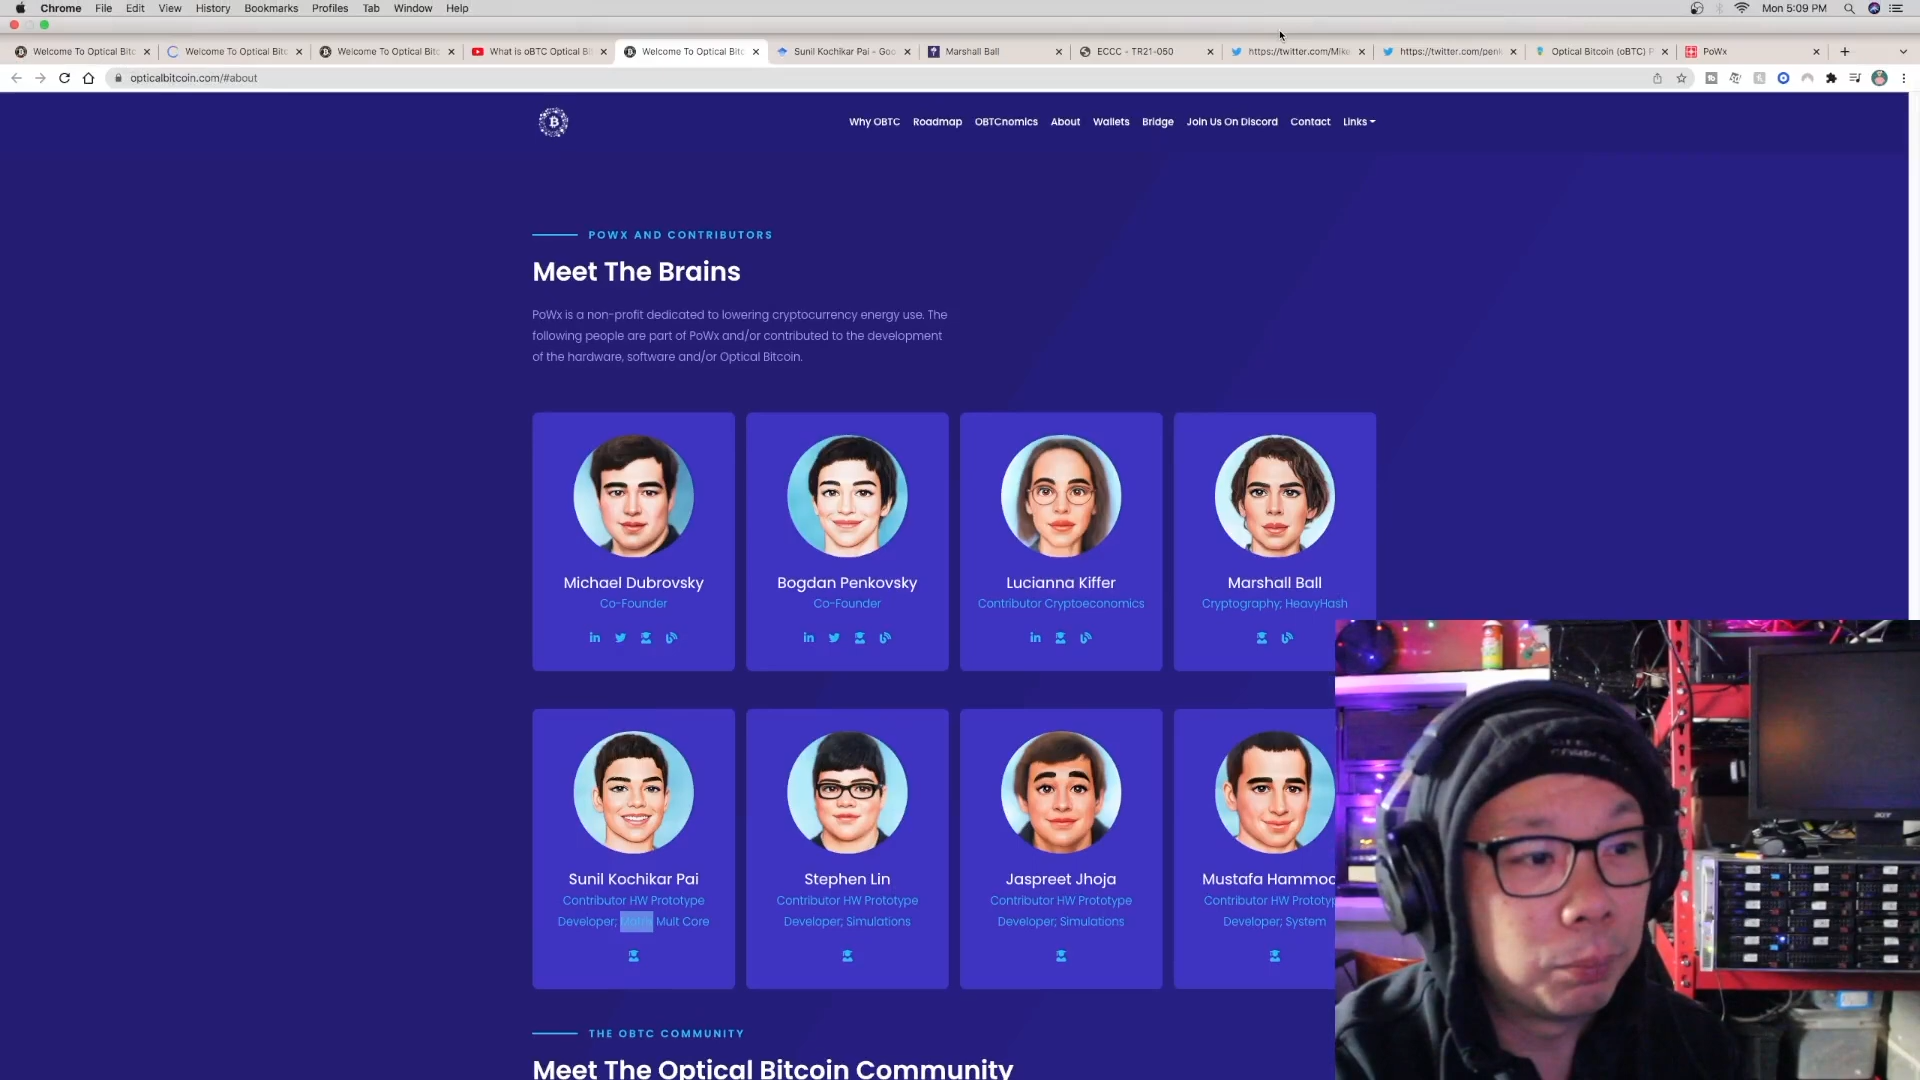 Chrome File Edit View History Bookmarks Profiles Tab Window Help Mon 5:09 PM
Welcome To Optical Bitc Welcome To Optical Bitc Welcome To Optical Bitc What is oBTC Optical Bi Welcome To Optical Bitc Sunil Kochikar Pai - Goo Marshall Ball ECCC - TR21-050 https://twitter.com/Mike https://twitter.com/penk Optical Bitcoin (oBTC) P PoWx
opticalbitcoin.com/#about
Why OBTC Roadmap OBTCnomics About Wallets Bridge Join Us On Discord Contact Links
POWX AND CONTRIBUTORS
Meet The Brains
PoWx is a non-profit dedicated to lowering cryptocurrency energy use. The
following people are part of PoWx and/or contributed to the development
of the hardware, software and/or Optical Bitcoin.
Michael Dubrovsky
Co-Founder
Bogdan Penkovsky
Co-Founder
Lucianna Kiffer
Contributor Cryptoeconomics
Marshall Ball
Cryptography; HeavyHash
Sunil Kochikar Pai
Contributor HW Prototype
Developer; Matrix Mult Core
Stephen Lin
Contributor HW Prototype
Developer; Simulations
Jaspreet Jhoja
Contributor HW Prototype
Developer; Simulations
Mustafa Hammoo
Contributor HW Prototyp
Developer; System
THE OBTC COMMUNITY
Meet The Optical Bitcoin Community
acer